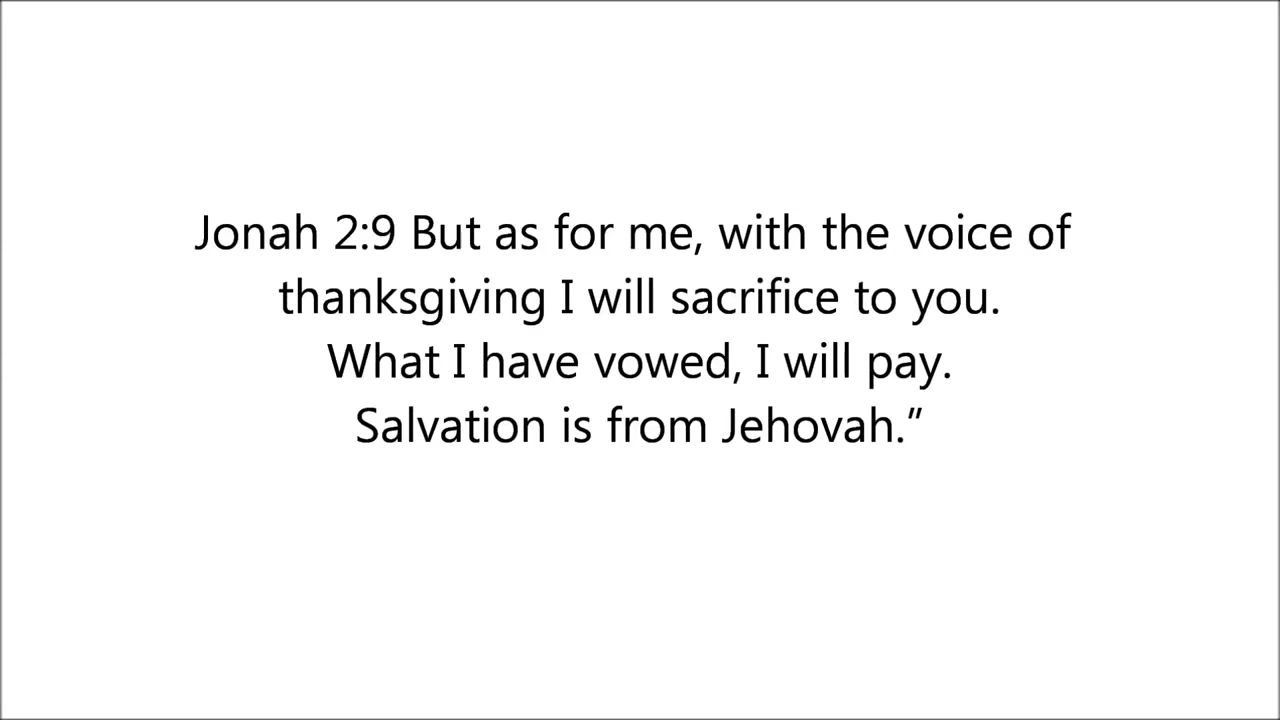 Jonah 2:9 But as for me, with the voice of
thanksgiving I will sacrifice to you.
What I have vowed, I will pay.
Salvation is from Jehovah.”